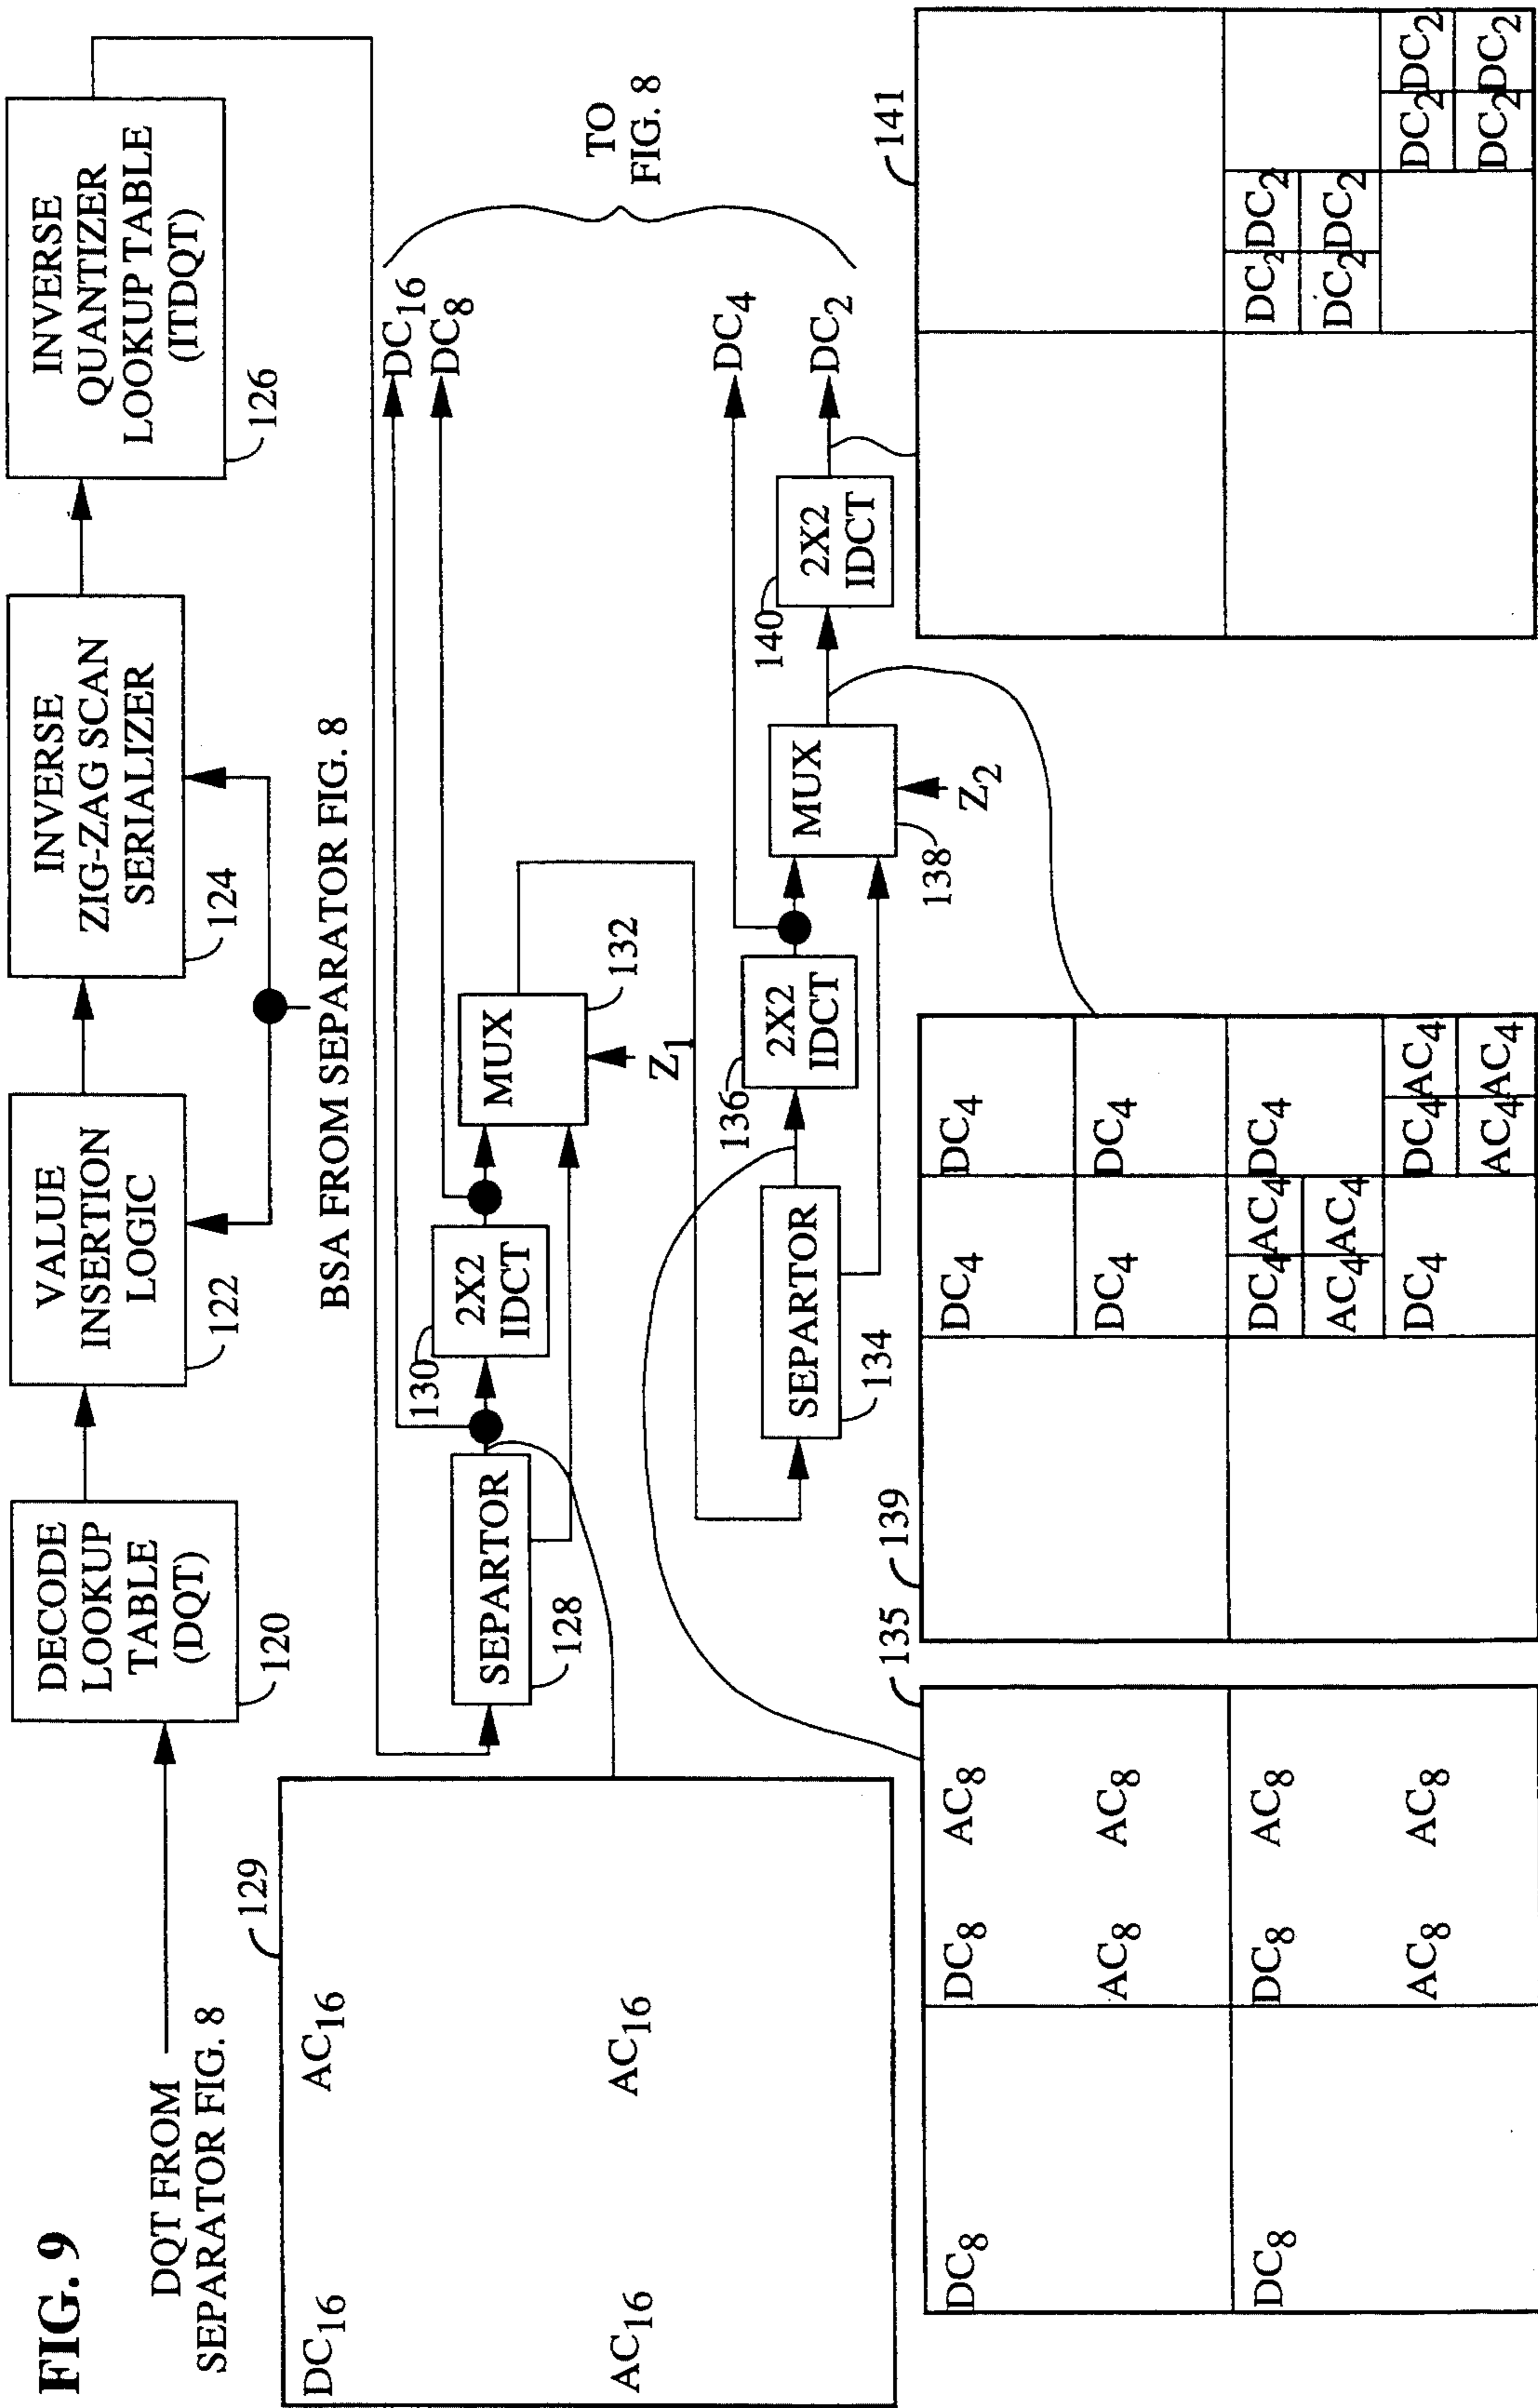 FIG. 9
DQT FROM
SEPARATOR FIG. 8
DECODE
LOOKUP
TABLE
(DQT)
120
VALUE
INSERTION
LOGIC
122
INVERSE
ZIG-ZAG SCAN
SERIALIZER
124
INVERSE
QUANTIZER
LOOKUP TABLE
(ITDQT)
126
BSA FROM SEPARATOR FIG. 8
129
DC16 AC16
AC16 AC16
SEPARTOR
128
130
2X2
IDCT
MUX
132
Z1
DC16
DC8
TO
FIG. 8
SEPARTOR
134
136
2X2
IDCT
MUX
138
Z2
140
2X2
IDCT
DC4
DC2
135
DC8 DC8 AC8
AC8 AC8
DC8 DC8 AC8
AC8 AC8
139
DC4 DC4
DC4 DC4
DC4 AC4 DC4
AC4 AC4
DC4 DC4 AC4
AC4 AC4
141
DC2 DC2
DC2 DC2
DC2 DC2
DC2 DC2